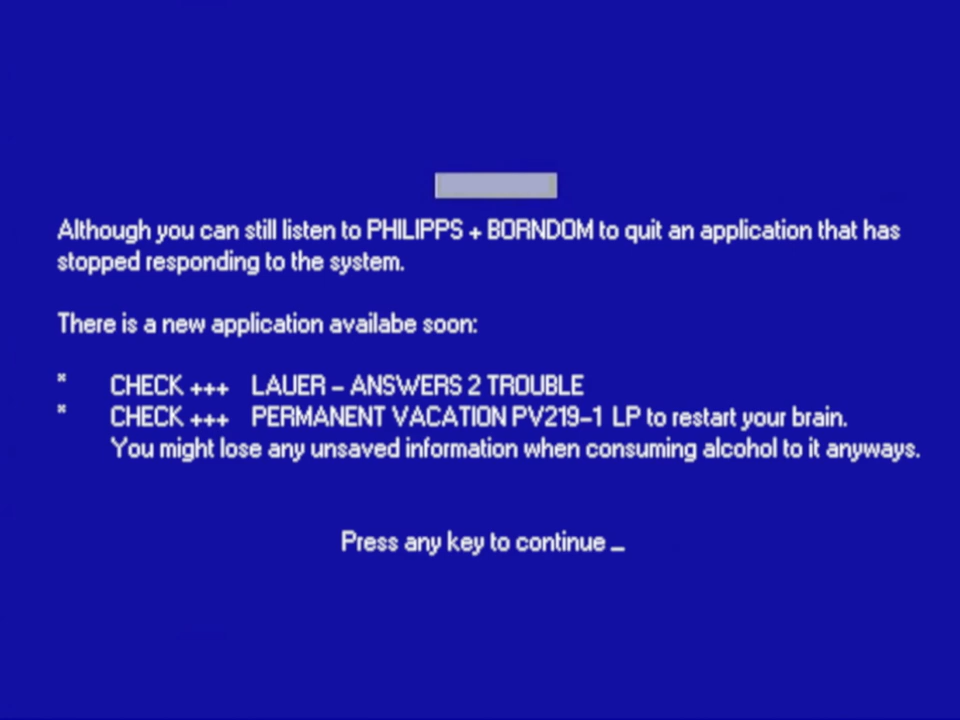 Although you can still listen to PHILIPPS + BORNDOM to quit an application that has
stopped responding to the system.
There is a new application availabe soon:
* CHECK +++ LAUER – ANSWERS 2 TROUBLE
* CHECK +++ PERMANENT VACATION PV219-1 LP to restart your brain.
You might lose any unsaved information when consuming alcohol to it anyways.
Press any key to continue _